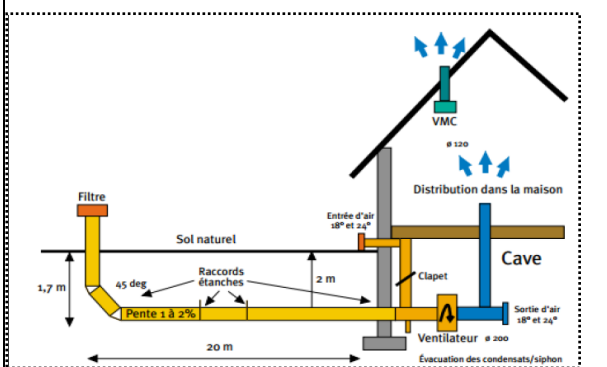 VMC
ø 120
Filtre
Distribution dans la maison
Entrée d'air
18° et 24°
Sol naturel
Cave
1,7 m
45 deg
Raccords
étanches
2 m
Clapet
Pente 1 à 2%
Sortie d'air
18° et 24°
20 m
Ventilateur
ø 200
Évacuation des condensats/siphon